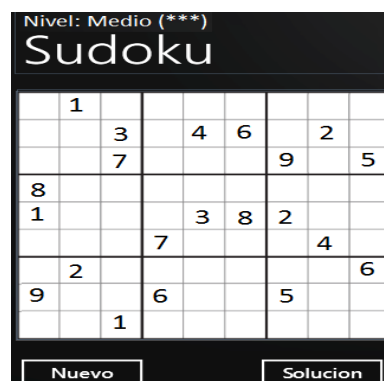 Nivel: Medio (***)
Sudoku
1
3 4 6 2
7 9 5
8
1 3 8 2
7 4
2 6
9 6 5
1
Nuevo Solucion